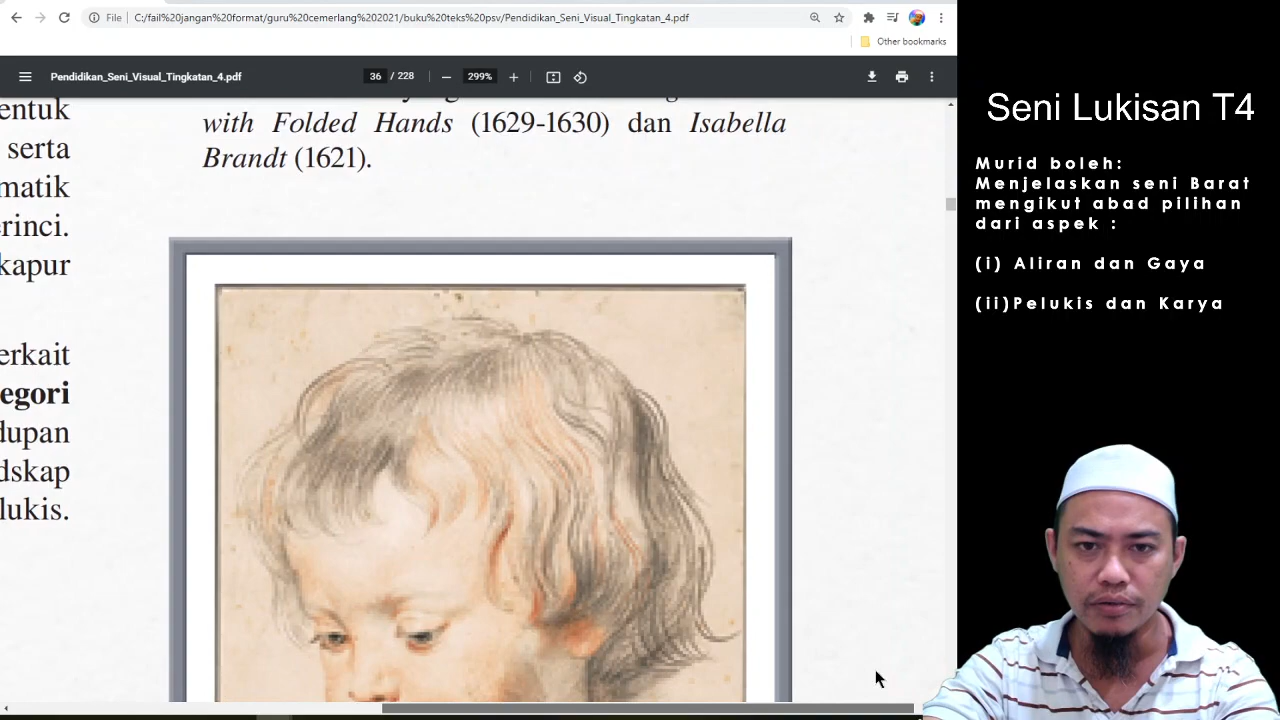 File
C:/fail%20jangan%20format/guru%20cemerlang%202021/buku%20teks%20psv/Pendidikan_Seni_Visual_Tingkatan_4.pdf
Other bookmarks
Pendidikan_Seni_Visual_Tingkatan_4.pdf
36 / 228
299%
entuk
serta
matik
erinci.
kapur
erkait
egori
dupan
dskap
lukis.
with Folded Hands (1629-1630) dan Isabella
Brandt (1621).
Seni Lukisan T4
Murid boleh:
Menjelaskan seni Barat
mengikut abad pilihan
dari aspek :
(i) Aliran dan Gaya
(ii)Pelukis dan Karya